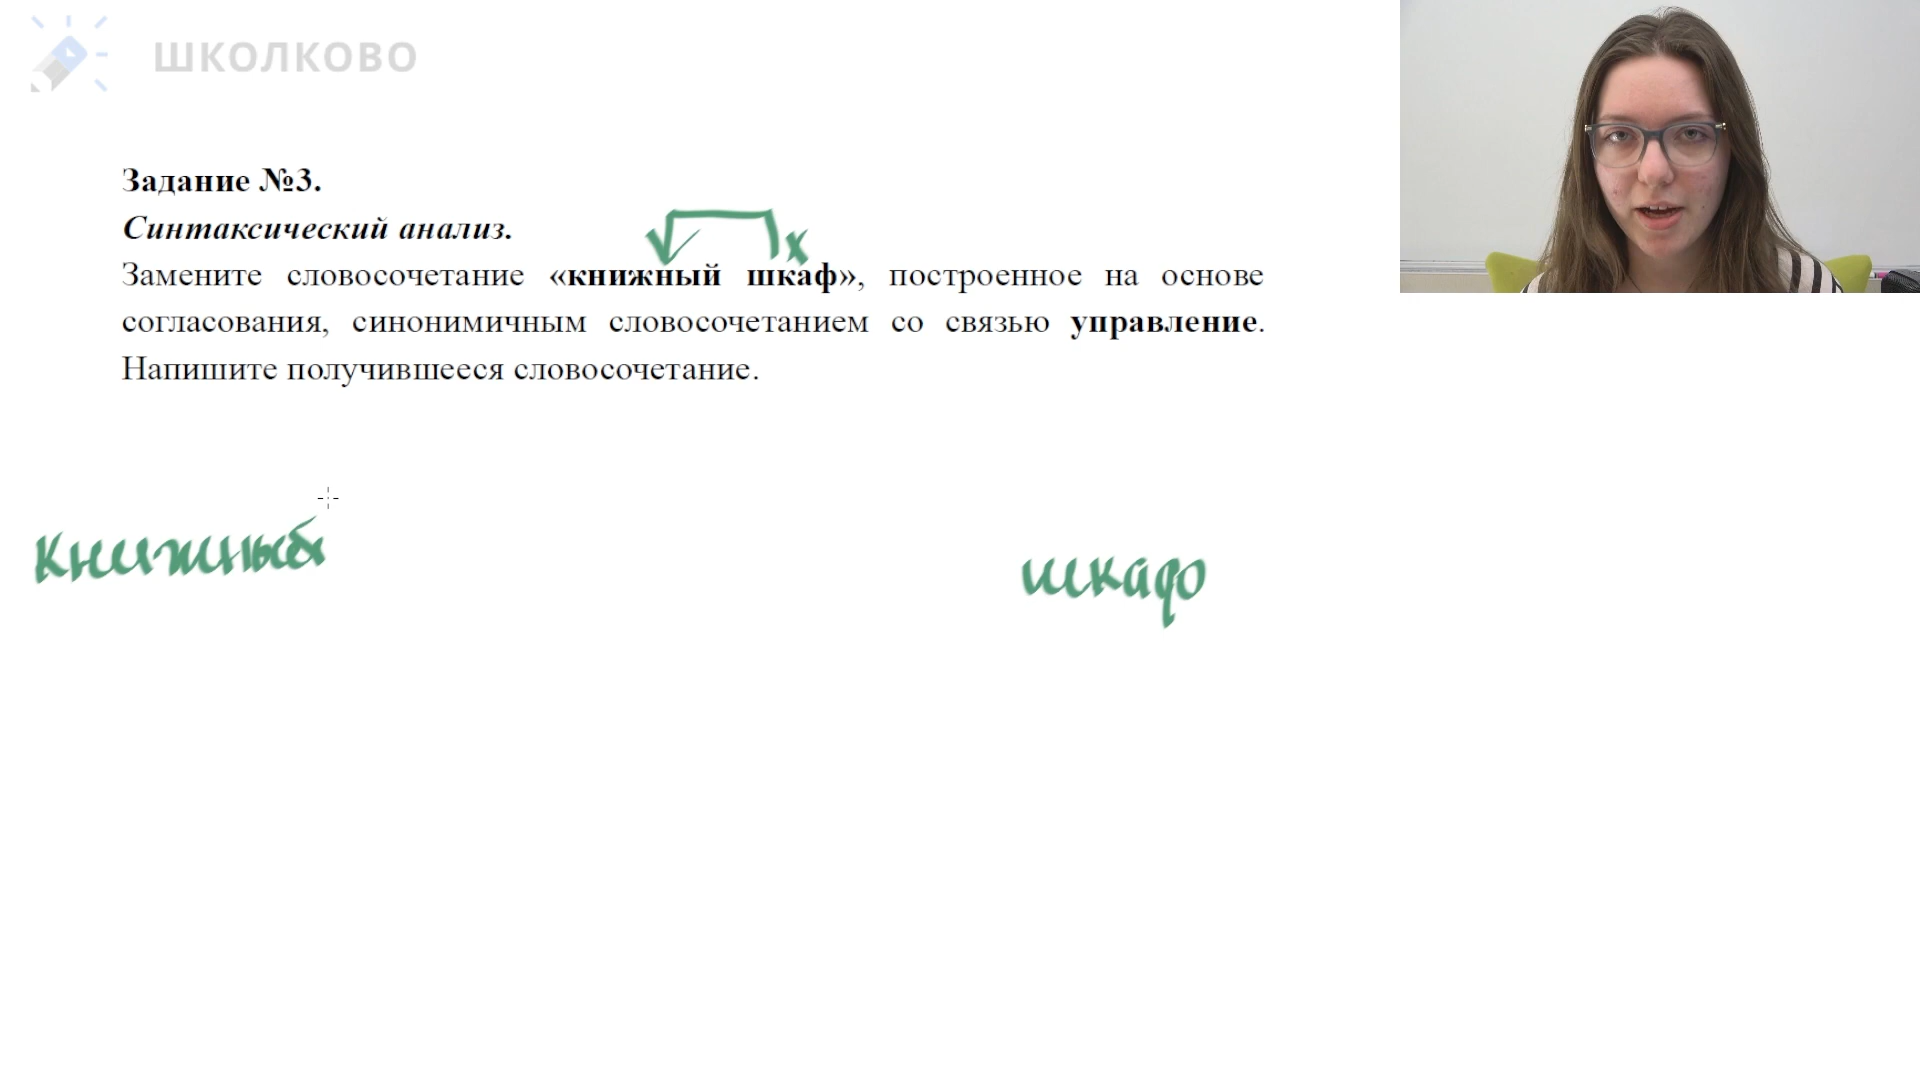 ШКОЛКОВО
Задание №3.
Синтаксический анализ.
Замените словосочетание «книжный шкаф», построенное на основе
согласования, синонимичным словосочетанием со связью управление.
Напишите получившееся словосочетание.
х
книжный
шкаф